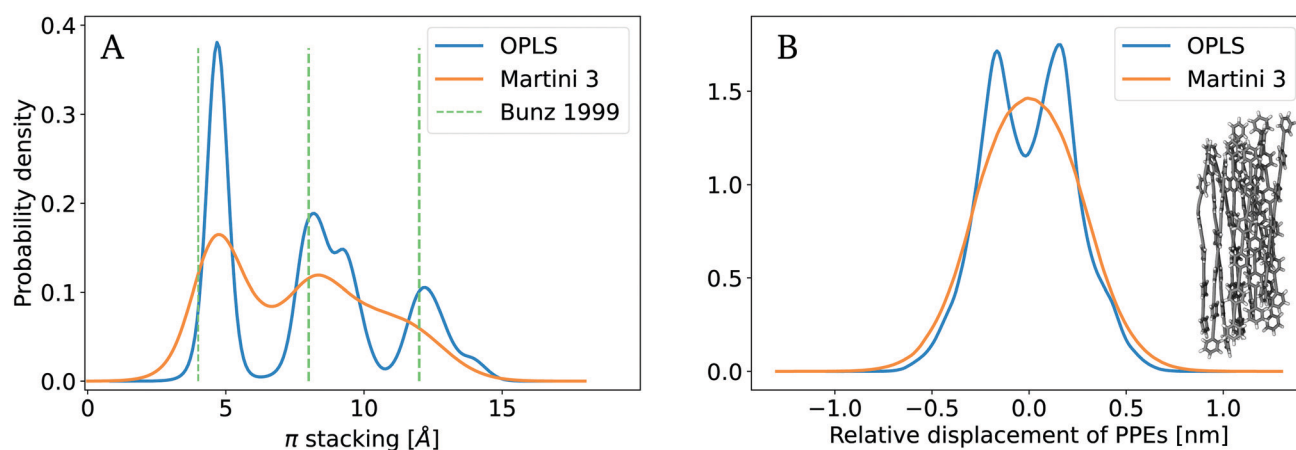 A
OPLS
Martini 3
Bunz 1999
Probability density
0.4
0.3
0.2
0.1
0.0
0 5 10 15
π stacking [Å]
B
OPLS
Martini 3
1.5
1.0
0.5
0.0
−1.0 −0.5 0.0 0.5 1.0
Relative displacement of PPEs [nm]